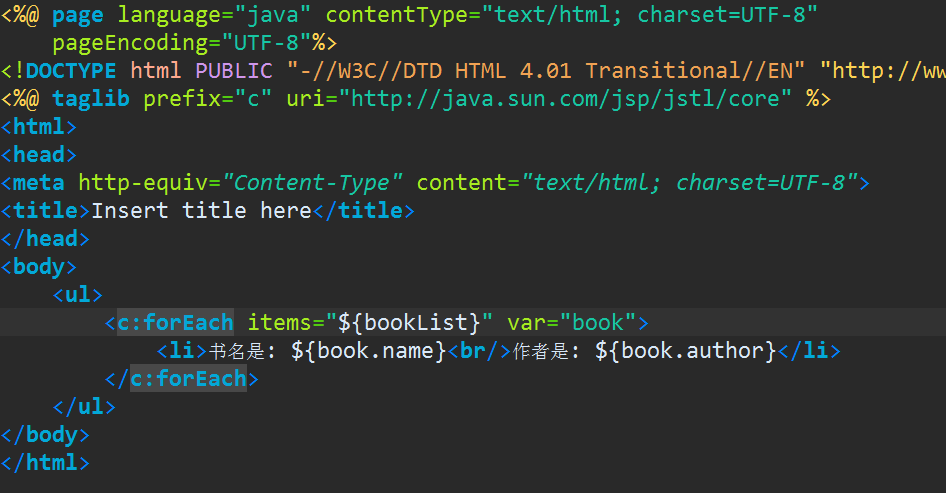 <%@ page language="java" contentType="text/html; charset=UTF-8"
    pageEncoding="UTF-8"%>
<!DOCTYPE html PUBLIC "-//W3C//DTD HTML 4.01 Transitional//EN" "http://ww
<%@ taglib prefix="c" uri="http://java.sun.com/jsp/jstl/core" %>
<html>
<head>
<meta http-equiv="Content-Type" content="text/html; charset=UTF-8">
<title>Insert title here</title>
</head>
<body>
    <ul>
        <c:forEach items="${bookList}" var="book">
            <li>书名是: ${book.name}<br/>作者是: ${book.author}</li>
        </c:forEach>
    </ul>
</body>
</html>